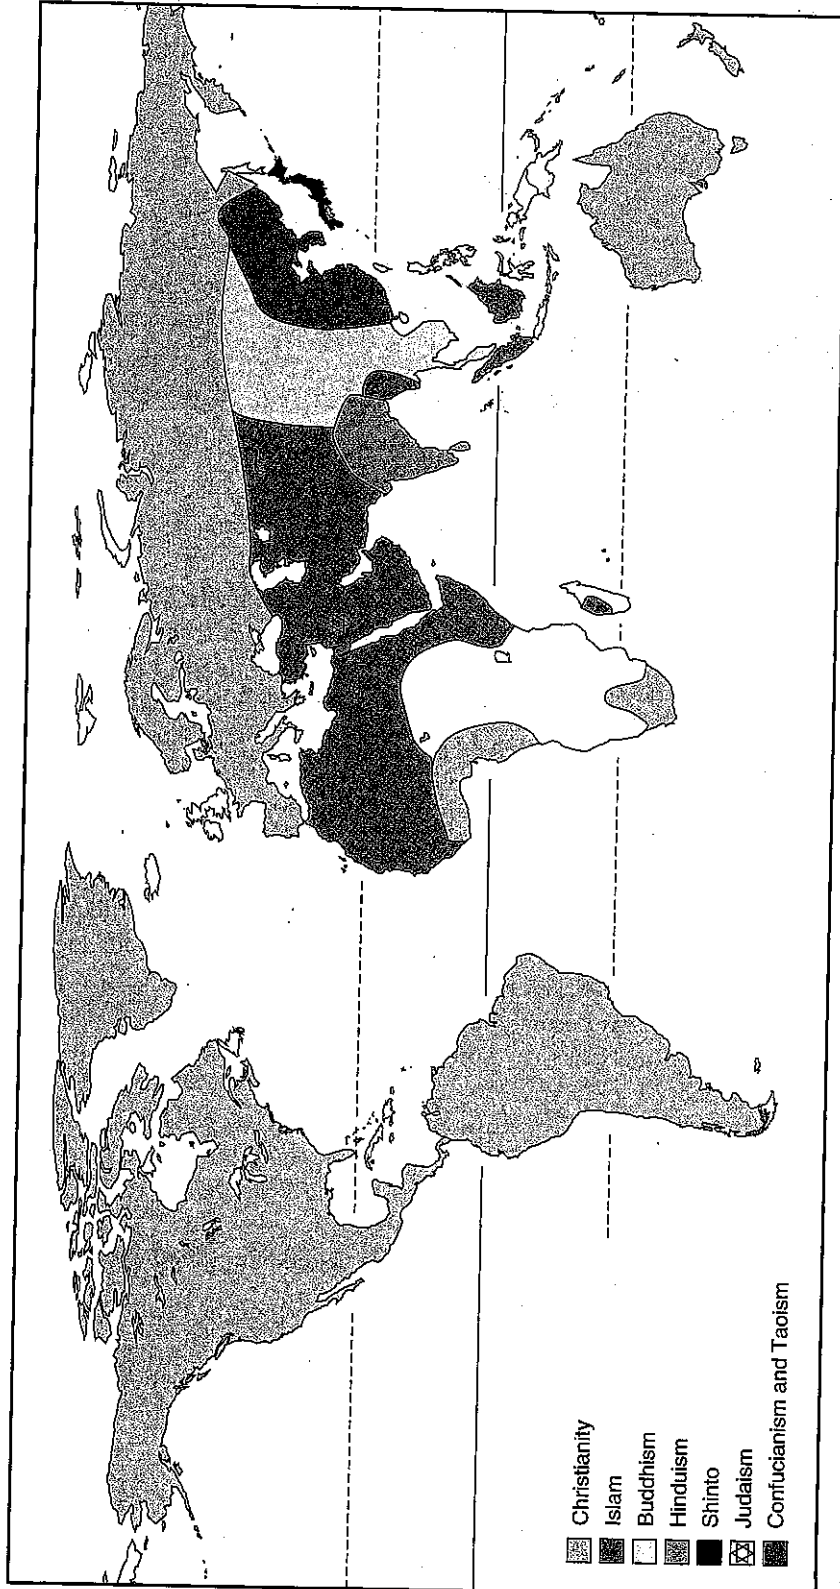 Christianity
Islam
Buddhism
Hinduism
Shinto
Judaism
Confucianism and Taoism